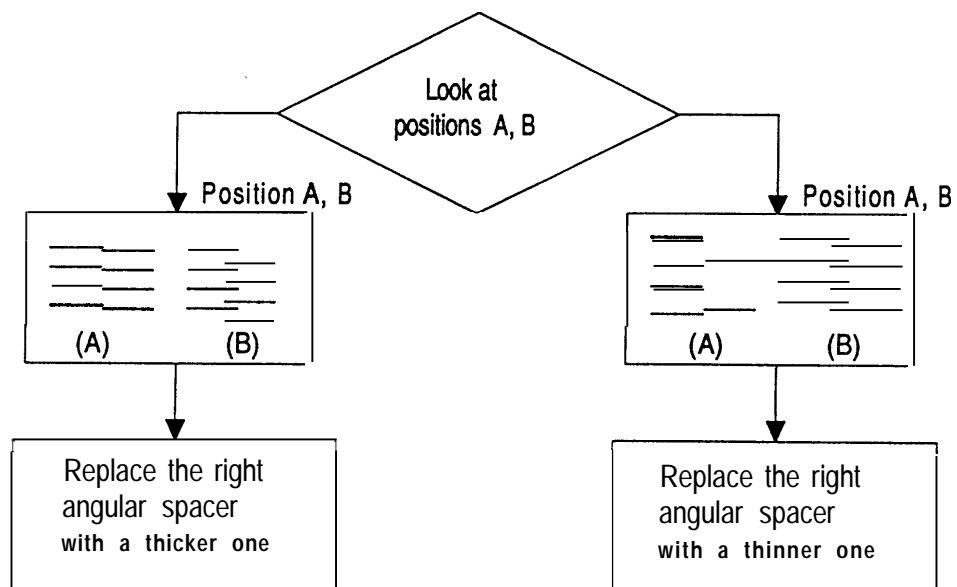 Look at
positions A, B
Position A, B
Position A, B
(A)
(B)
(A)
(B)
Replace the right
angular spacer
with a thicker one
Replace the right
angular spacer
with a thinner one